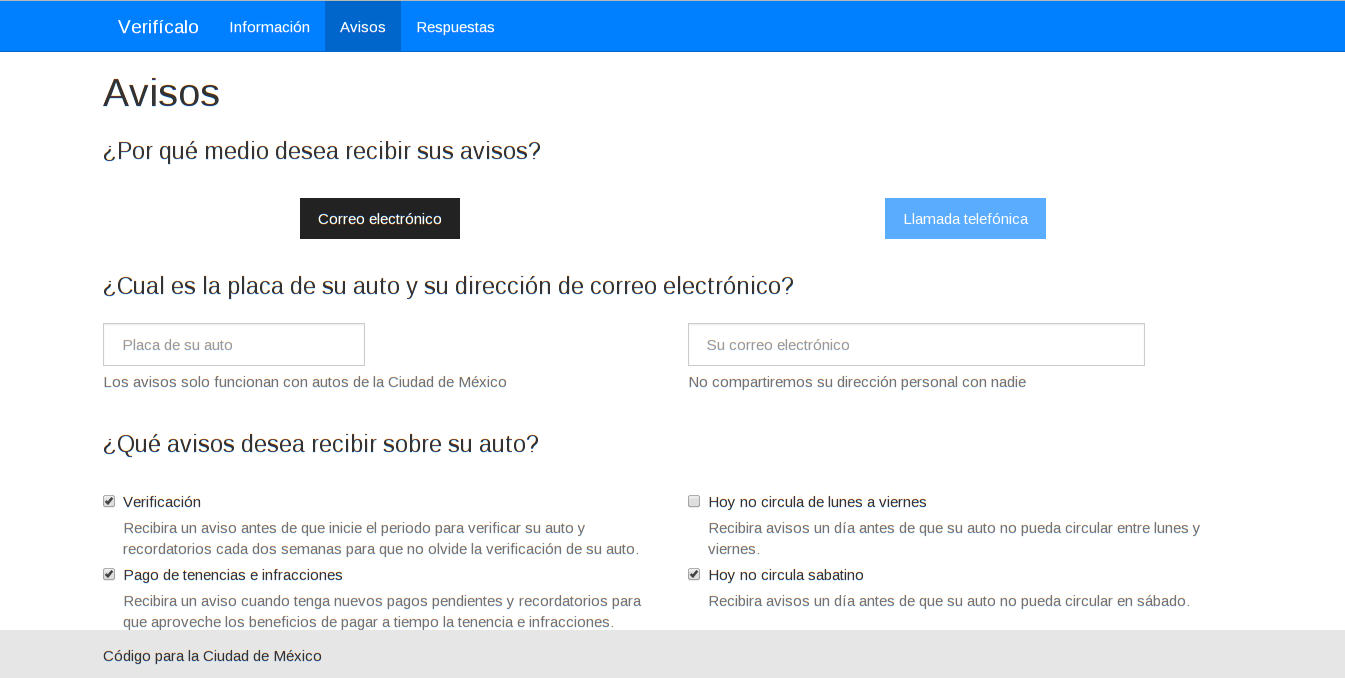 Verifícalo Información Avisos Respuestas
Avisos
¿Por qué medio desea recibir sus avisos?
Correo electrónico Llamada telefónica
¿Cual es la placa de su auto y su dirección de correo electrónico?
Placa de su auto Su correo electrónico
Los avisos solo funcionan con autos de la Ciudad de México No compartiremos su dirección personal con nadie
¿Qué avisos desea recibir sobre su auto?
Verificación
Recibira un aviso antes de que inicie el periodo para verificar su auto y
recordatorios cada dos semanas para que no olvide la verificación de su auto.
Hoy no circula de lunes a viernes
Recibira avisos un día antes de que su auto no pueda circular entre lunes y
viernes.
Pago de tenencias e infracciones
Recibira un aviso cuando tenga nuevos pagos pendientes y recordatorios para
que aproveche los beneficios de pagar a tiempo la tenencia e infracciones.
Hoy no circula sabatino
Recibira avisos un día antes de que su auto no pueda circular en sábado.
Código para la Ciudad de México